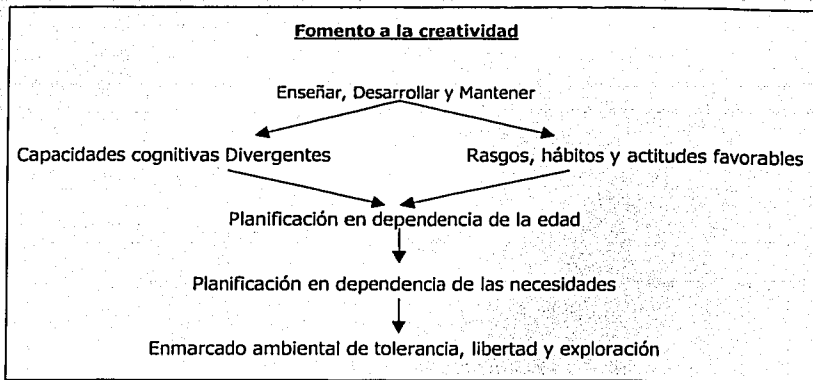 Fomento a la creatividad
Enseñar, Desarrollar y Mantener
Capacidades cognitivas Divergentes
Rasgos, hábitos y actitudes favorables
Planificación en dependencia de la edad
Planificación en dependencia de las necesidades
Enmarcado ambiental de tolerancia, libertad y exploración